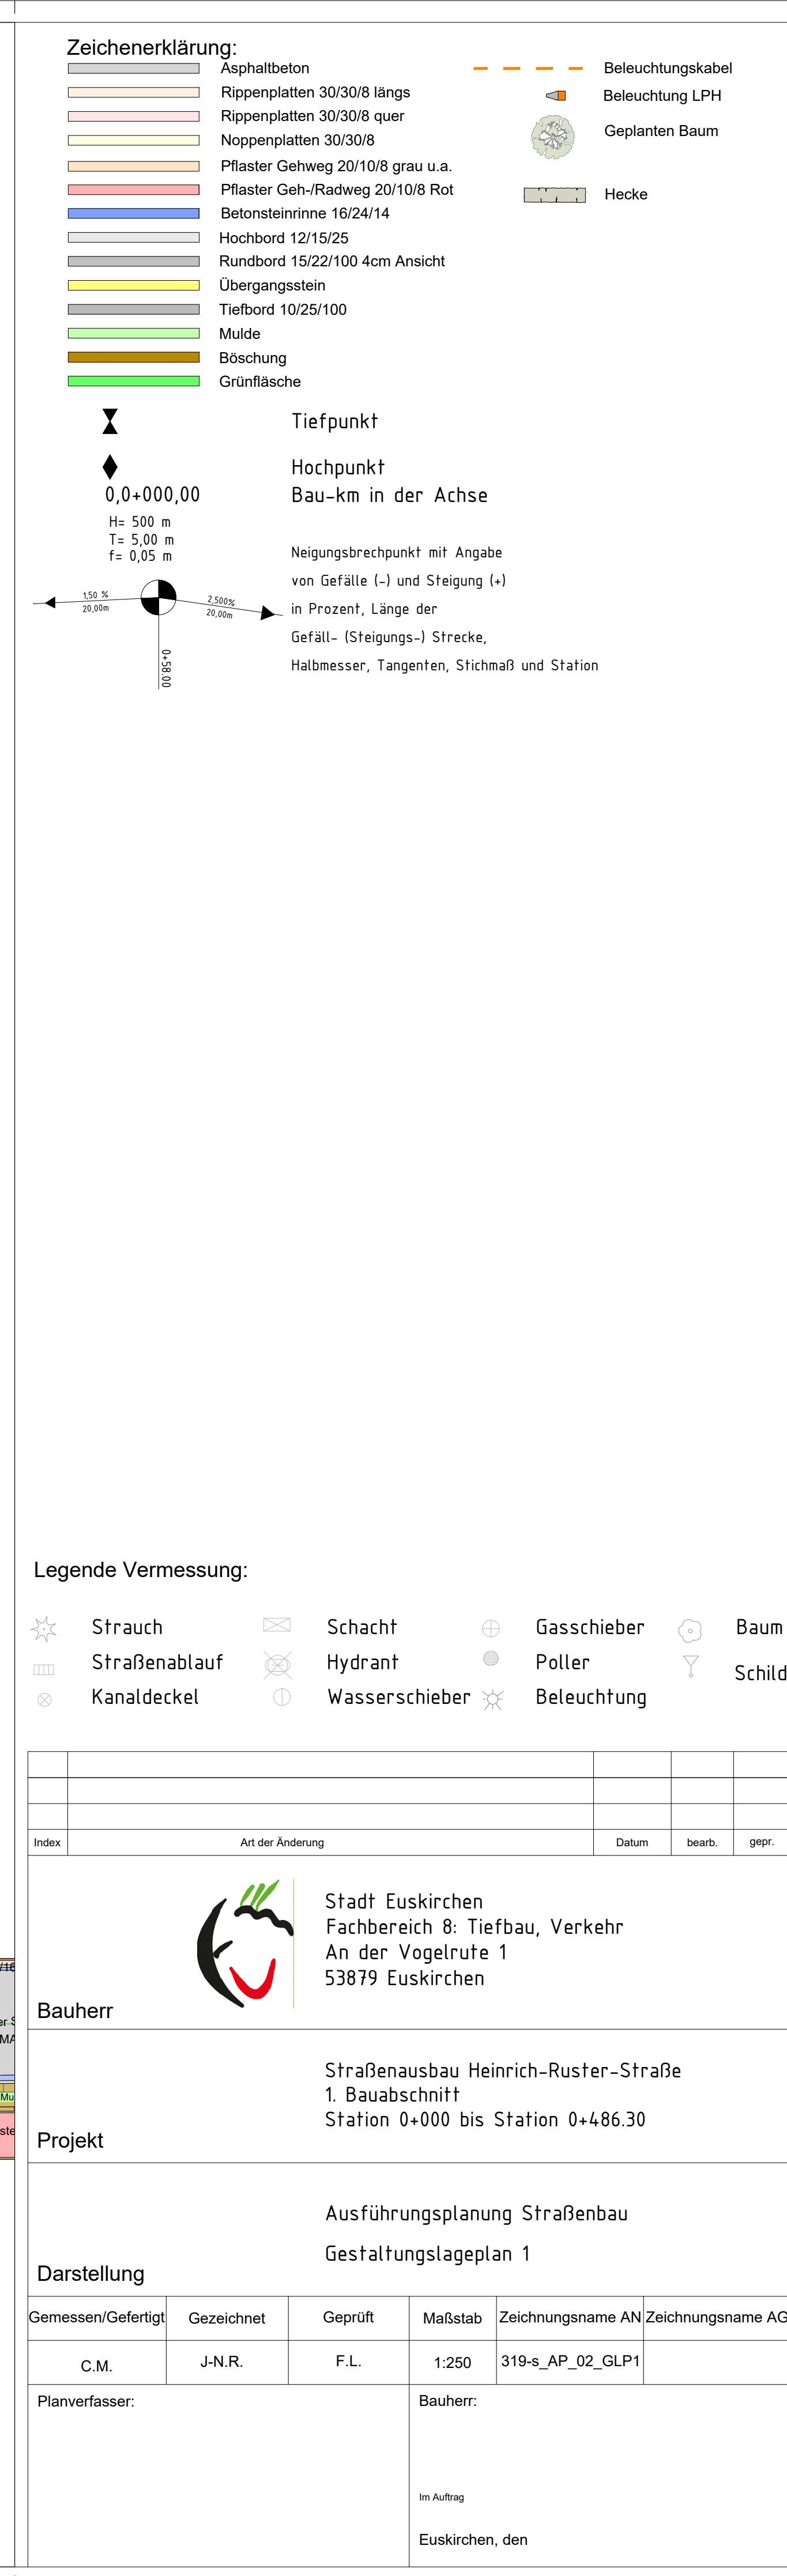 Zeichenerklärung:
Asphaltbeton
Rippenplatten 30/30/8 längs
Rippenplatten 30/30/8 quer
Noppenplatten 30/30/8
Pflaster Gehweg 20/10/8 grau u.a.
Pflaster Geh-/Radweg 20/10/8 Rot
Betonsteinrinne 16/24/14
Hochbord 12/15/25
Rundbord 15/22/100 4cm Ansicht
Übergangsstein
Tiefbord 10/25/100
Mulde
Böschung
Grünfläsche
Beleuchtungskabel
Beleuchtung LPH
Geplanten Baum
Hecke
Tiefpunkt
Hochpunkt
0,0+000,00 Bau-km in der Achse
H= 500 m
T= 5,00 m
f= 0,05 m
1,50 %
20,00m
2,500%
20,00m
0+58.00
Neigungsbrechpunkt mit Angabe
von Gefälle (-) und Steigung (+)
in Prozent, Länge der
Gefäll- (Steigungs-) Strecke,
Halbmesser, Tangenten, Stichmaß und Station
Legende Vermessung:
Strauch Schacht Gasschieber Baum
Straßenablauf Hydrant Poller Schild
Kanaldeckel Wasserschieber Beleuchtung
Index Art der Änderung Datum bearb. gepr.
Stadt Euskirchen
Fachbereich 8: Tiefbau, Verkehr
An der Vogelrute 1
53879 Euskirchen
Bauherr
Straßenausbau Heinrich-Ruster-Straße
1. Bauabschnitt
Station 0+000 bis Station 0+486.30
Projekt
Ausführungsplanung Straßenbau
Gestaltungslageplan 1
Darstellung
Gemessen/Gefertigt Gezeichnet Geprüft Maßstab Zeichnungsname AN Zeichnungsname AG
C.M. J-N.R. F.L. 1:250 319-s_AP_02_GLP1
Planverfasser: Bauherr:
Im Auftrag
Euskirchen, den